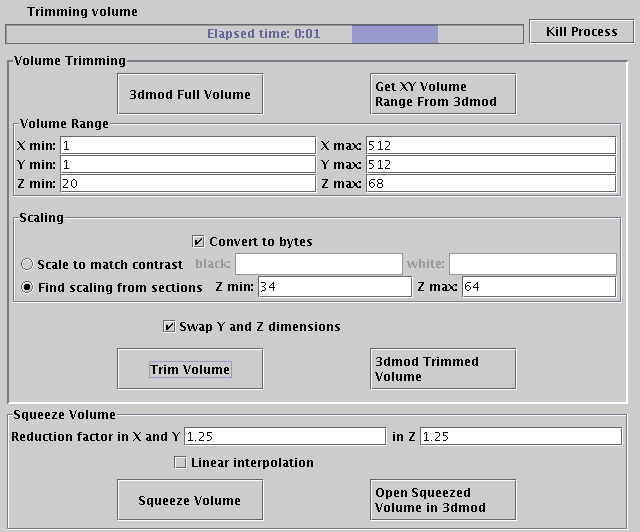 Trimming volume
Elapsed time: 0:01
Kill Process
Volume Trimming
3dmod Full Volume
Get XY Volume
Range From 3dmod
Volume Range
X min: 1 X max: 512
Y min: 1 Y max: 512
Z min: 20 Z max: 68
Scaling
Convert to bytes
Scale to match contrast black: white:
Find scaling from sections Z min: 34 Z max: 64
Swap Y and Z dimensions
Trim Volume
3dmod Trimmed
Volume
Squeeze Volume
Reduction factor in X and Y 1.25 in Z 1.25
Linear interpolation
Squeeze Volume
Open Squeezed
Volume in 3dmod